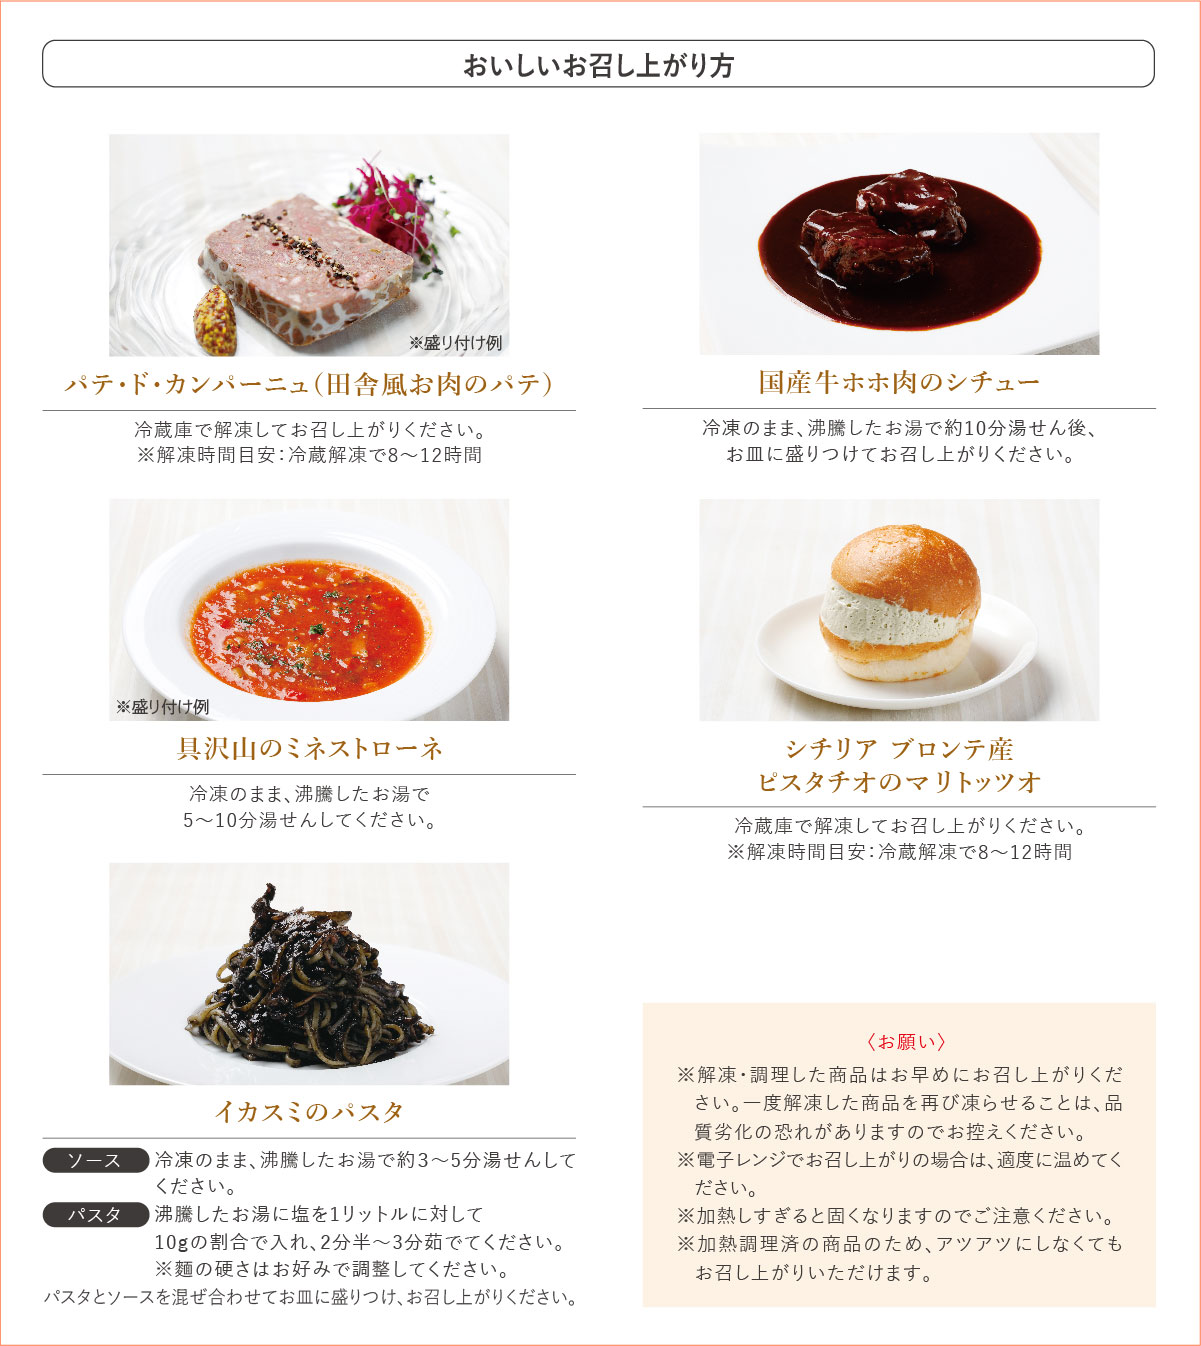 おいしいお召し上がり方
※盛り付け例
パテ・ド・カンパーニュ（田舎風お肉のパテ）
冷蔵庫で解凍してお召し上がりください。
※解凍時間目安：冷蔵解凍で8～12時間
国産牛ホホ肉のシチュー
冷凍のまま、沸騰したお湯で約10分湯せん後、
お皿に盛りつけてお召し上がりください。
※盛り付け例
具沢山のミネストローネ
冷凍のまま、沸騰したお湯で
5～10分湯せんしてください。
シチリア ブロンテ産
ピスタチオのマリトッツオ
冷蔵庫で解凍してお召し上がりください。
※解凍時間目安：冷蔵解凍で8～12時間
イカスミのパスタ
ソース 冷凍のまま、沸騰したお湯で約3～5分湯せんして
ください。
パスタ 沸騰したお湯に塩を1リットルに対して
10gの割合で入れ、2分半～3分茹でてください。
※麺の硬さはお好みで調整してください。
パスタとソースを混ぜ合わせてお皿に盛りつけ、お召し上がりください。
〈お願い〉
※解凍・調理した商品はお早めにお召し上がりくだ
さい。一度解凍した商品を再び凍らせることは、品
質劣化の恐れがありますのでお控えください。
※電子レンジでお召し上がりの場合は、適度に温めてく
ださい。
※加熱しすぎると固くなりますのでご注意ください。
※加熱調理済の商品のため、アツアツにしなくても
お召し上がりいただけます。